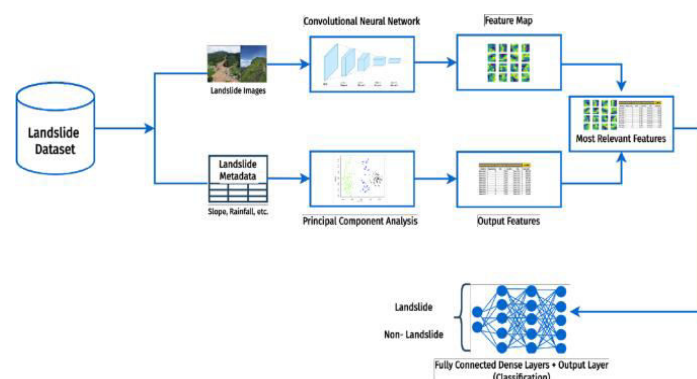 Convolutional Neural Network
Feature Map
Landslide Images
Landslide
Dataset
Most Relevant Features
Landslide
Metadata
Slope, Rainfall, etc.
Principal Component Analysis
Output Features
Landslide
Non- Landslide
Fully Connected Dense Layers + Output Layer
(Classification)